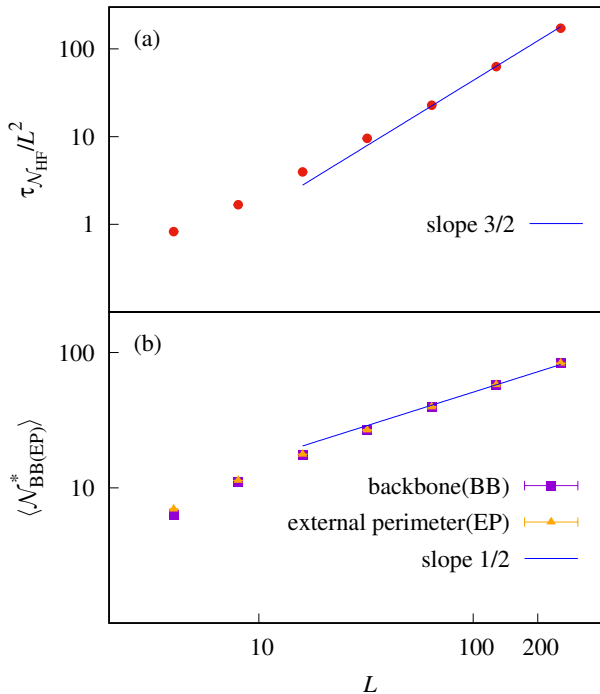 (a)
100
10
1
τ_{𝒩_HF}/L²
slope 3/2
(b)
100
10
⟨𝒩*_{BB(EP)}⟩
backbone(BB)
external perimeter(EP)
slope 1/2
10 100 200
L